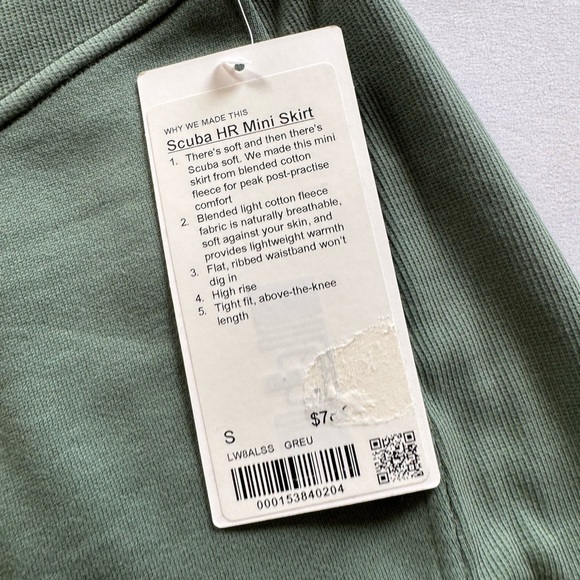 WHY WE MADE THIS
Scuba HR Mini Skirt
1. There's soft and then there's
Scuba soft. We made this mini
skirt from blended cotton
fleece for peak post-practise
comfort
2. Blended light cotton fleece
fabric is naturally breathable,
soft against your skin, and
provides lightweight warmth
3. Flat, ribbed waistband won't
dig in
4. High rise
5. Tight fit, above-the-knee
length
S
LW8ALSS GREU
000153840204